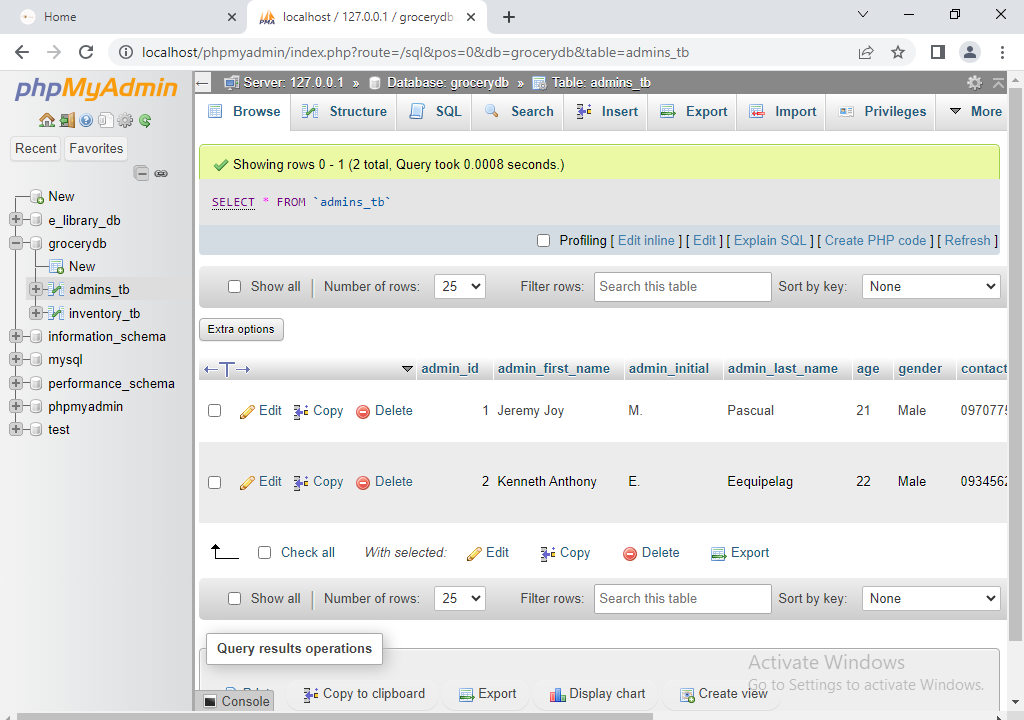 Home
localhost / 127.0.0.1 / grocerydb
localhost/phpmyadmin/index.php?route=/sql&pos=0&db=grocerydb&table=admins_tb
phpMyAdmin
Recent Favorites
New
e_library_db
grocerydb
New
admins_tb
inventory_tb
information_schema
mysql
performance_schema
phpmyadmin
test
Server: 127.0.0.1 » Database: grocerydb » Table: admins_tb
Browse Structure SQL Search Insert Export Import Privileges More
Showing rows 0 - 1 (2 total, Query took 0.0008 seconds.)
SELECT * FROM `admins_tb`
Profiling [ Edit inline ] [ Edit ] [ Explain SQL ] [ Create PHP code ] [ Refresh ]
Show all Number of rows: 25 Filter rows: Search this table Sort by key: None
Extra options
←T→ admin_id admin_first_name admin_initial admin_last_name age gender contact
Edit Copy Delete 1 Jeremy Joy M. Pascual 21 Male 097077
Edit Copy Delete 2 Kenneth Anthony E. Eequipelag 22 Male 093456
Check all With selected: Edit Copy Delete Export
Show all Number of rows: 25 Filter rows: Search this table Sort by key: None
Query results operations
Print Copy to clipboard Export Display chart Create view
Console
Activate Windows
Go to Settings to activate Windows.